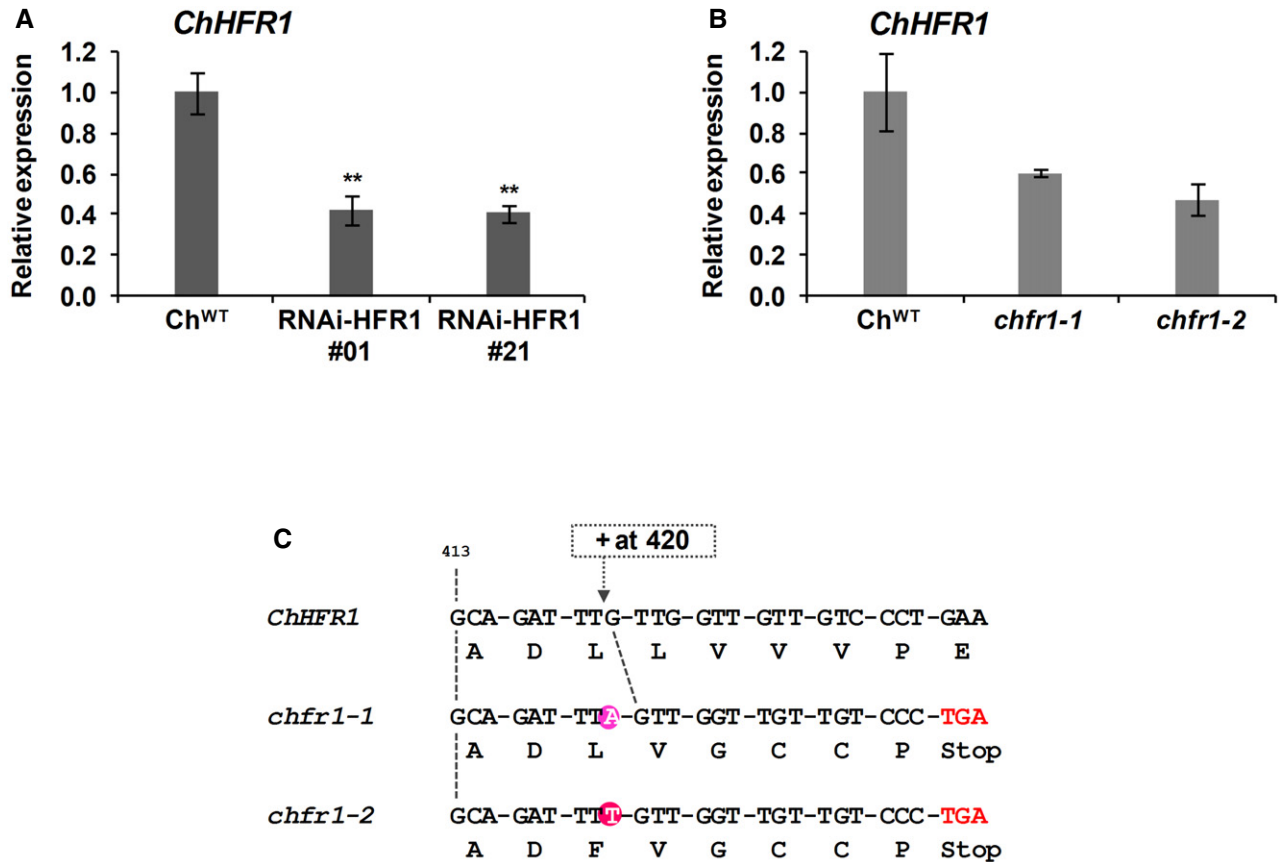 A
ChHFR1
Relative expression
1.2
1.0
0.8
0.6
0.4
0.2
0.0
**
**
ChWT
RNAi-HFR1
#01
RNAi-HFR1
#21
B
ChHFR1
Relative expression
1.2
1.0
0.8
0.6
0.4
0.2
0.0
ChWT
chfr1-1
chfr1-2
C
+ at 420
413
ChHFR1 GCA-GAT-TTG-TTG-GTT-GTT-GTC-CCT-GAA
A D L L V V V P E
chfr1-1 GCA-GAT-TTA-GTT-GGT-TGT-TGT-CCC-TGA
A D L V G C C P Stop
chfr1-2 GCA-GAT-TTT-GTT-GGT-TGT-TGT-CCC-TGA
A D F V G C C P Stop